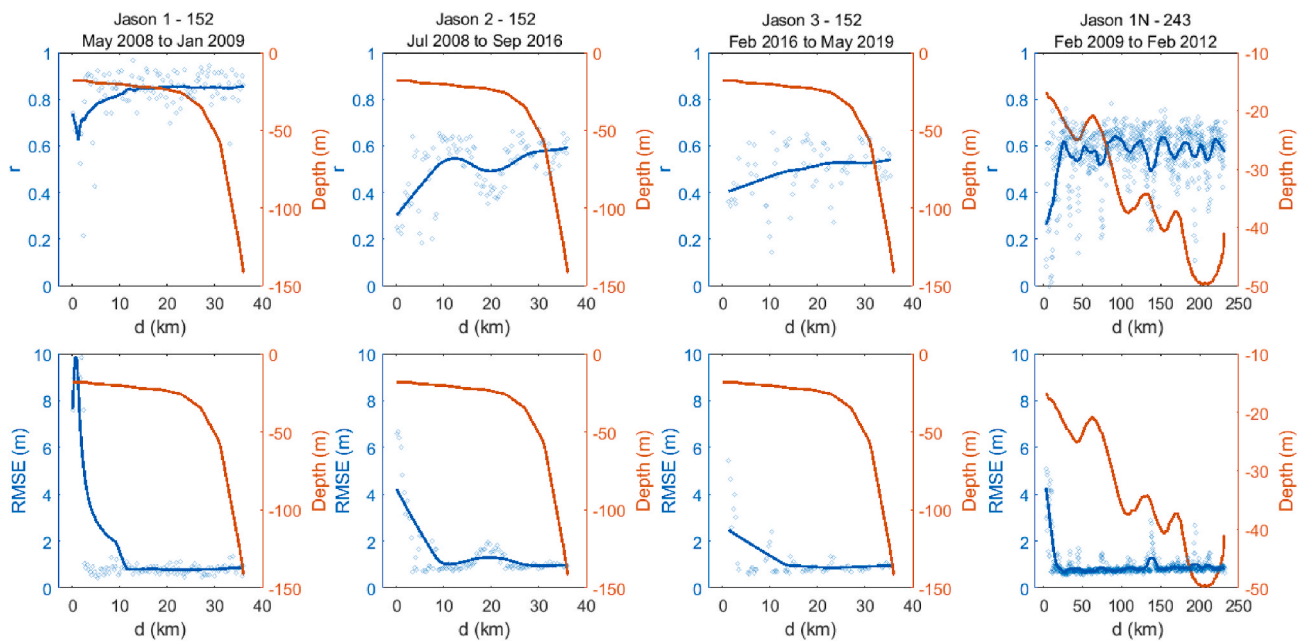 Jason 1 - 152
May 2008 to Jan 2009
Jason 2 - 152
Jul 2008 to Sep 2016
Jason 3 - 152
Feb 2016 to May 2019
Jason 1N - 243
Feb 2009 to Feb 2012
r
1
0.8
0.6
0.4
0.2
0
0 10 20 30 40
d (km)
0
-50
-100
-150
Depth (m)
r
1
0.8
0.6
0.4
0.2
0
0 10 20 30 40
d (km)
0
-50
-100
-150
Depth (m)
r
1
0.8
0.6
0.4
0.2
0
0 10 20 30 40
d (km)
0
-50
-100
-150
Depth (m)
r
1
0.8
0.6
0.4
0.2
0
0 50 100 150 200 250
d (km)
-10
-20
-30
-40
-50
Depth (m)
RMSE (m)
10
8
6
4
2
0
0 10 20 30 40
d (km)
0
-50
-100
-150
Depth (m)
RMSE (m)
10
8
6
4
2
0
0 10 20 30 40
d (km)
0
-50
-100
-150
Depth (m)
RMSE (m)
10
8
6
4
2
0
0 10 20 30 40
d (km)
0
-50
-100
-150
Depth (m)
RMSE (m)
10
8
6
4
2
0
0 50 100 150 200 250
d (km)
-10
-20
-30
-40
-50
Depth (m)